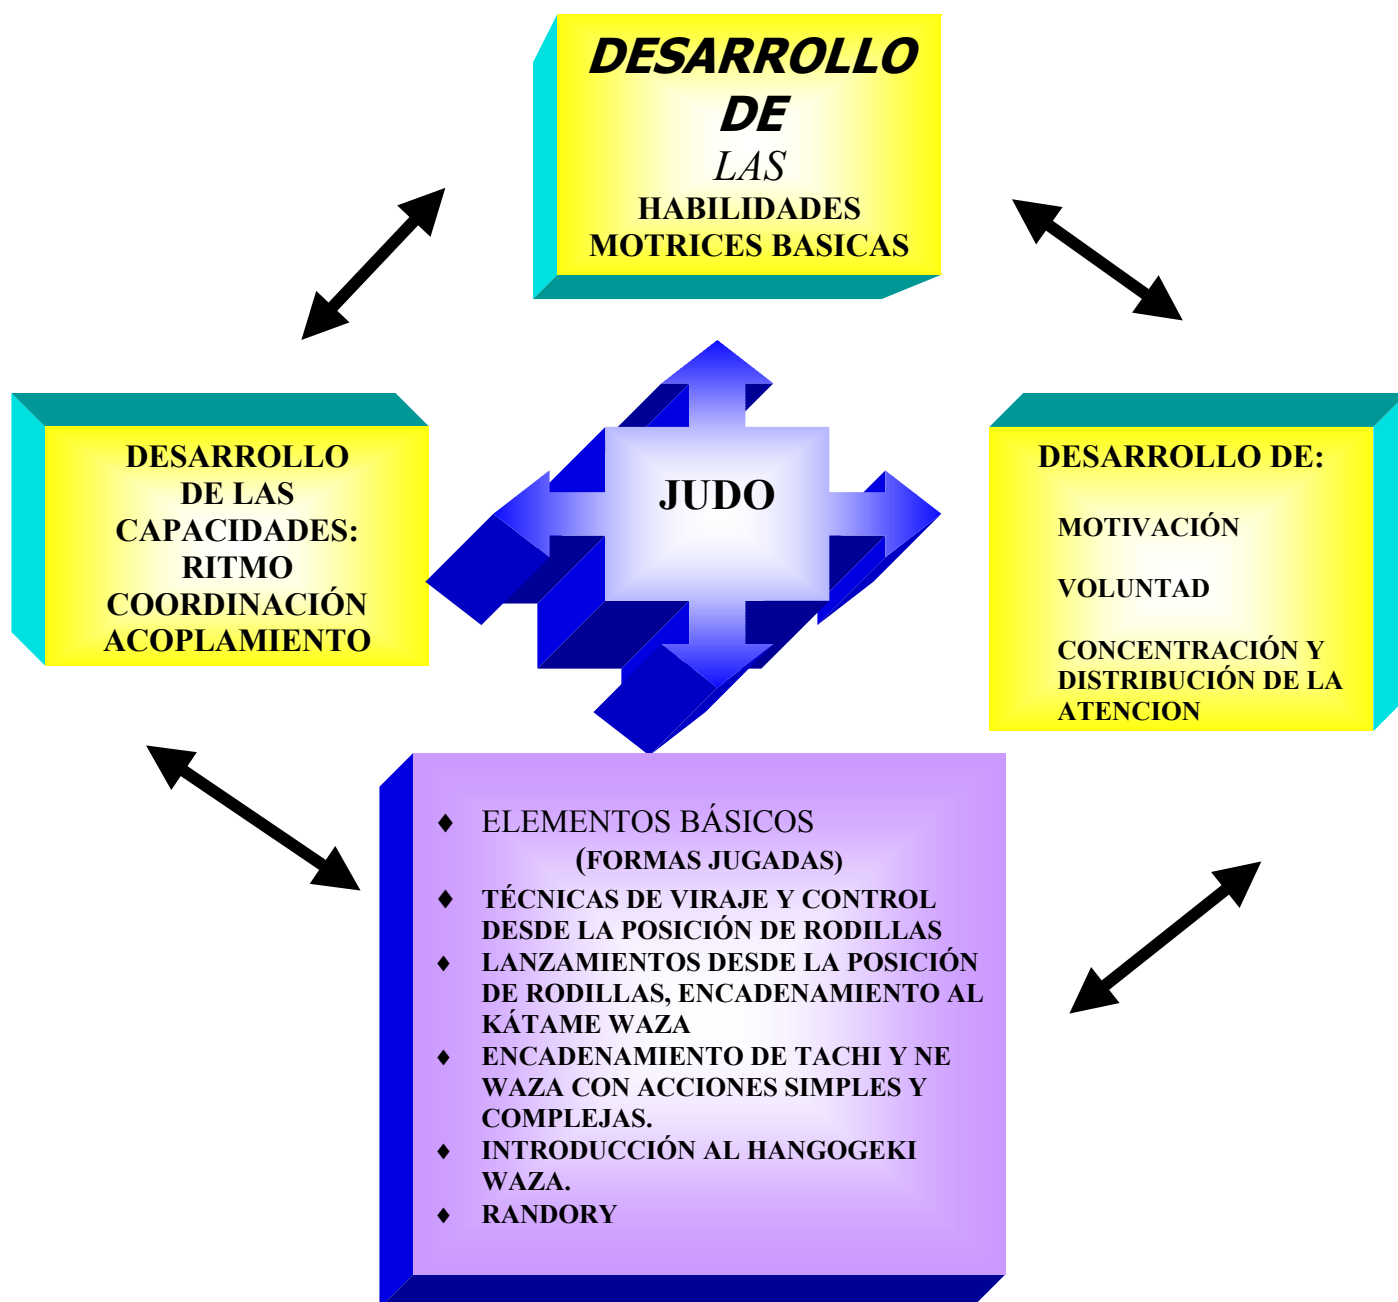 DESARROLLO
DE
LAS
HABILIDADES
MOTRICES BASICAS
DESARROLLO
DE LAS
CAPACIDADES:
RITMO
COORDINACIÓN
ACOPLAMIENTO
JUDO
DESARROLLO DE:
MOTIVACIÓN
VOLUNTAD
CONCENTRACIÓN Y
DISTRIBUCIÓN DE LA
ATENCION
♦ ELEMENTOS BÁSICOS
(FORMAS JUGADAS)
♦ TÉCNICAS DE VIRAJE Y CONTROL
DESDE LA POSICIÓN DE RODILLAS
♦ LANZAMIENTOS DESDE LA POSICIÓN
DE RODILLAS, ENCADENAMIENTO AL
KÁTAME WAZA
♦ ENCADENAMIENTO DE TACHI Y NE
WAZA CON ACCIONES SIMPLES Y
COMPLEJAS.
♦ INTRODUCCIÓN AL HANGOGEKI
WAZA.
♦ RANDORY